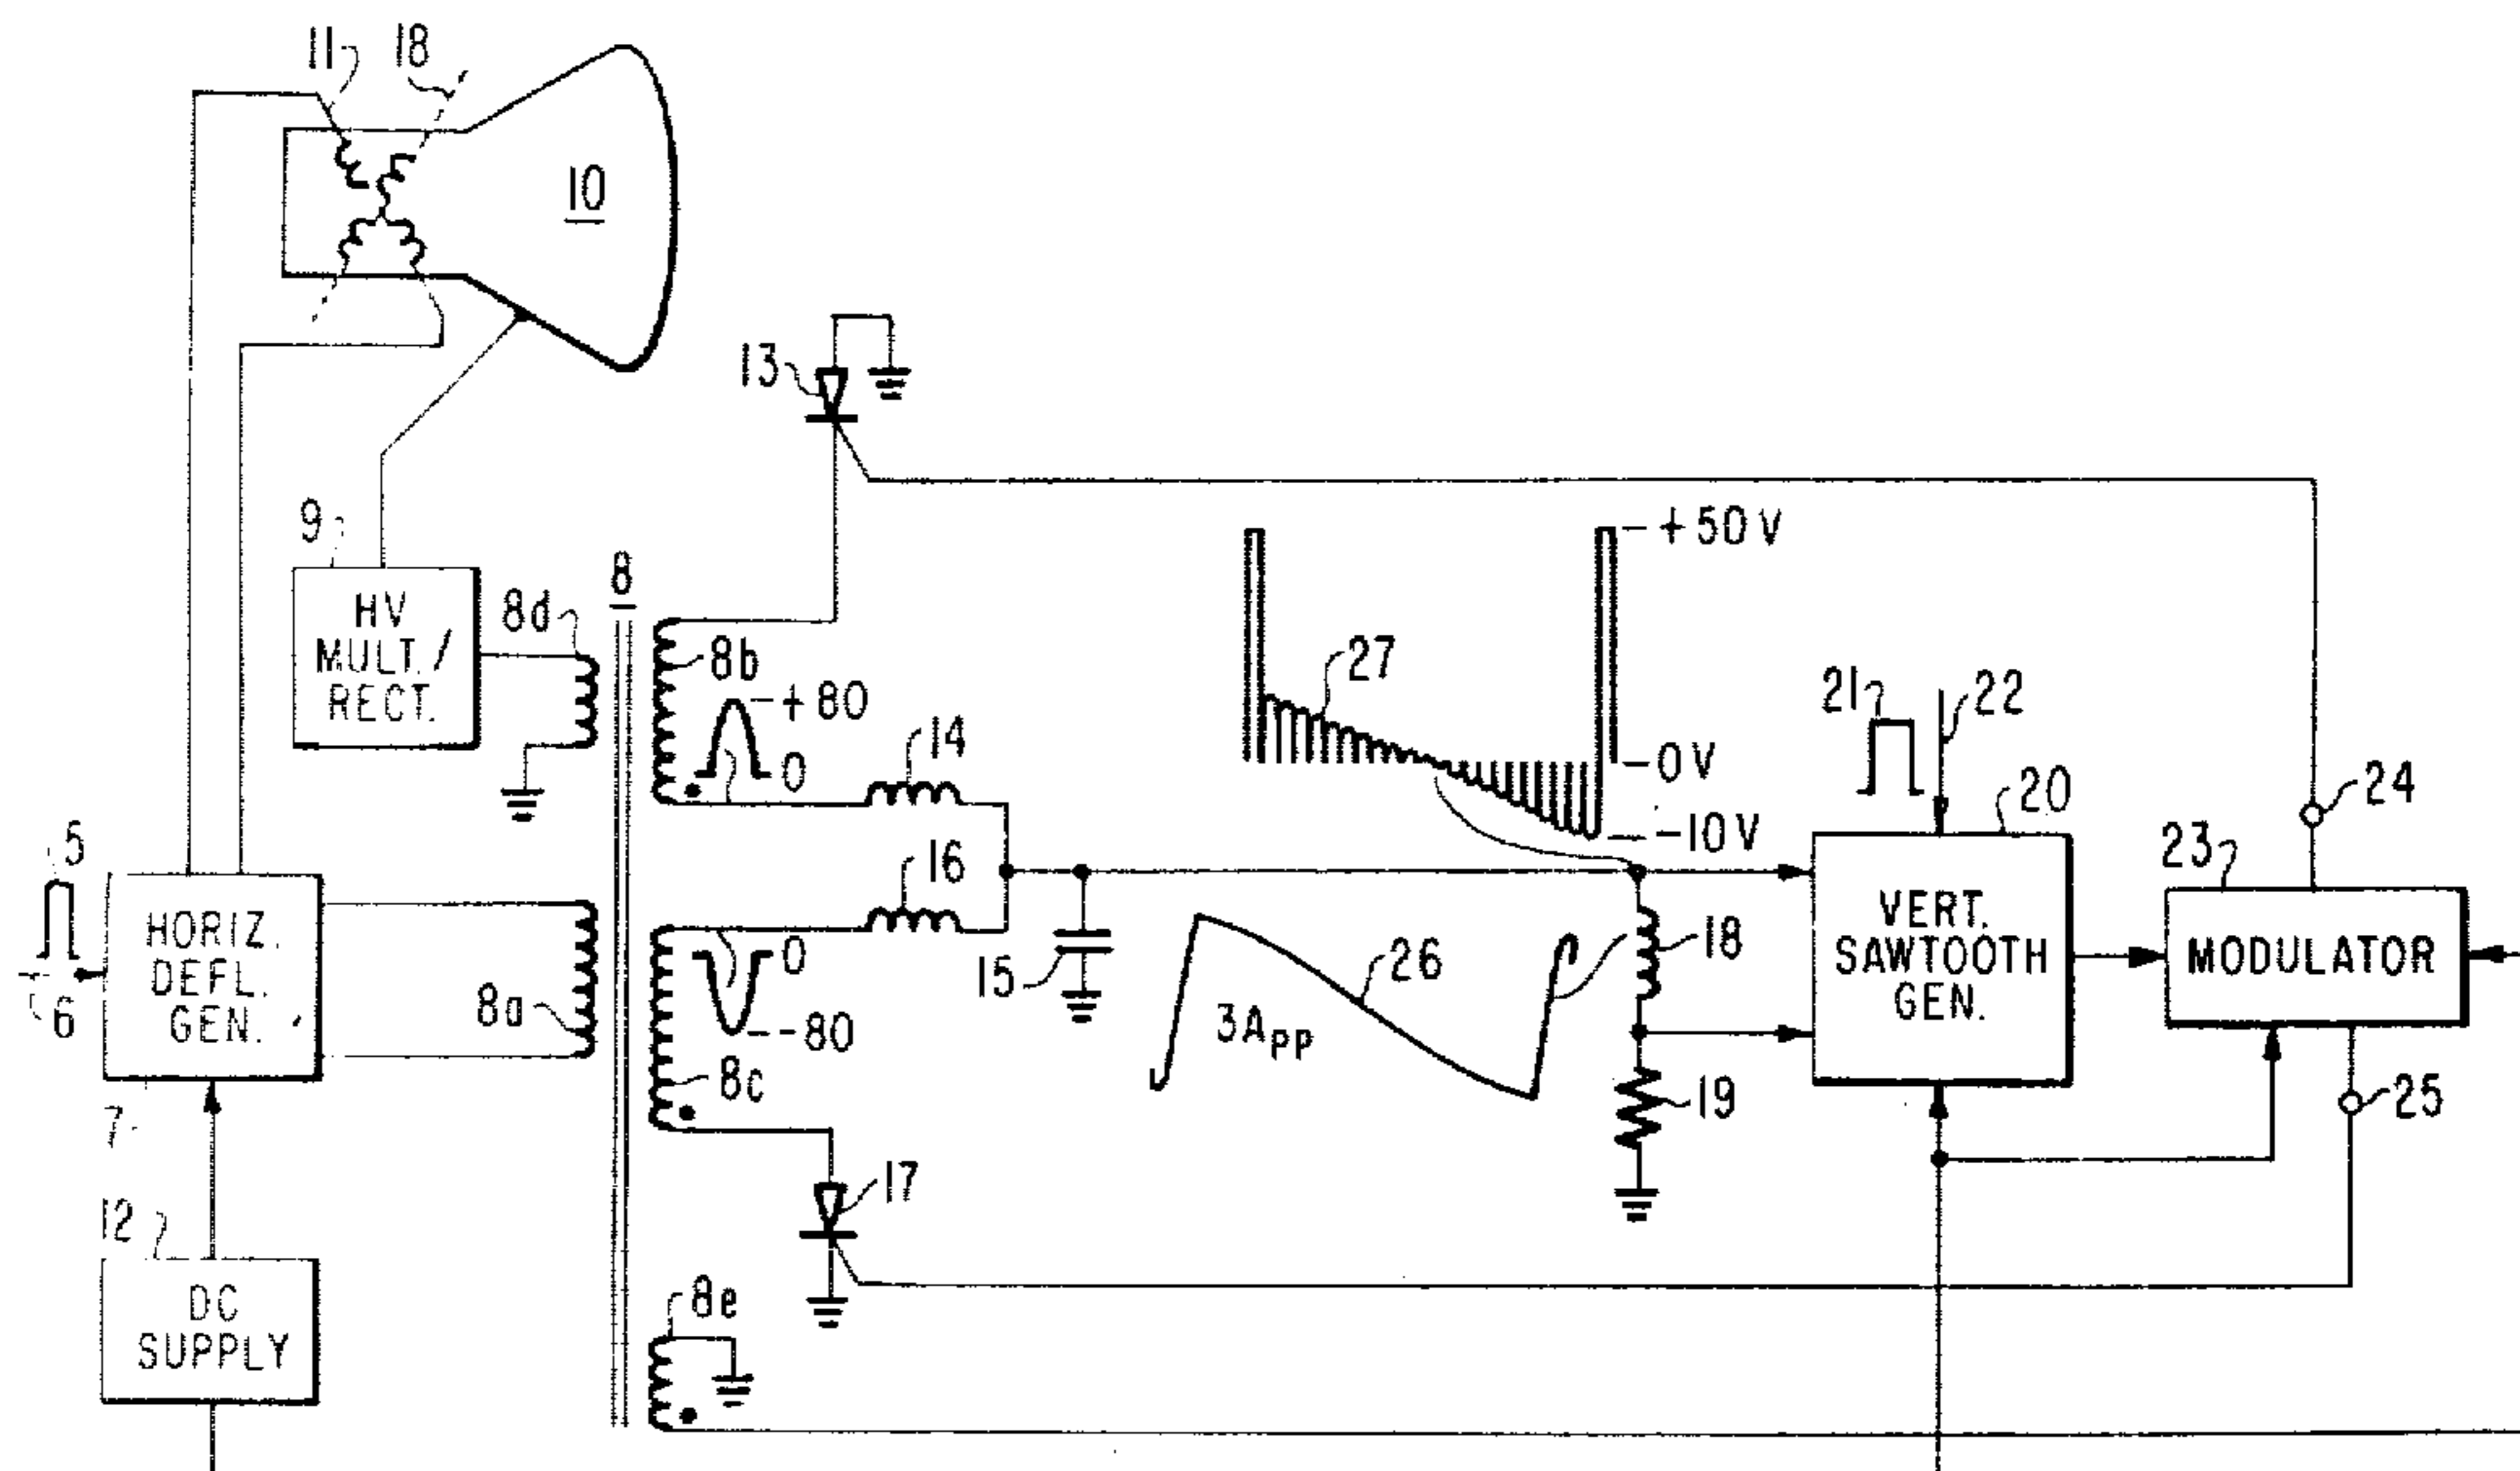 11
18
10
13
9
HV
MULT./
RECT.
8d
8
8b
+80
0
14
16
27
+50V
-0V
-10V
21
22
20
24
5
6
HORIZ.
DEFL.
GEN.
7
8a
0
-80
8c
15
3App
26
18
19
VERT.
SAWTOOTH
GEN.
23
MODULATOR
25
12
DC
SUPPLY
17
8e